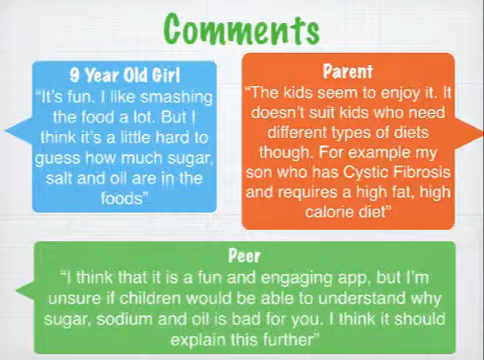 Comments
9 Year Old Girl
"It's fun. I like smashing
the food a lot. But I
think it's a little hard to
guess how much sugar,
salt and oil are in the
foods"
Parent
"The kids seem to enjoy it. It
doesn't suit kids who need
different types of diets
though. For example my
son who has Cystic Fibrosis
and requires a high fat, high
calorie diet"
Peer
"I think that it is a fun and engaging app, but I'm
unsure if children would be able to understand why
sugar, sodium and oil is bad for you. I think it should
explain this further"